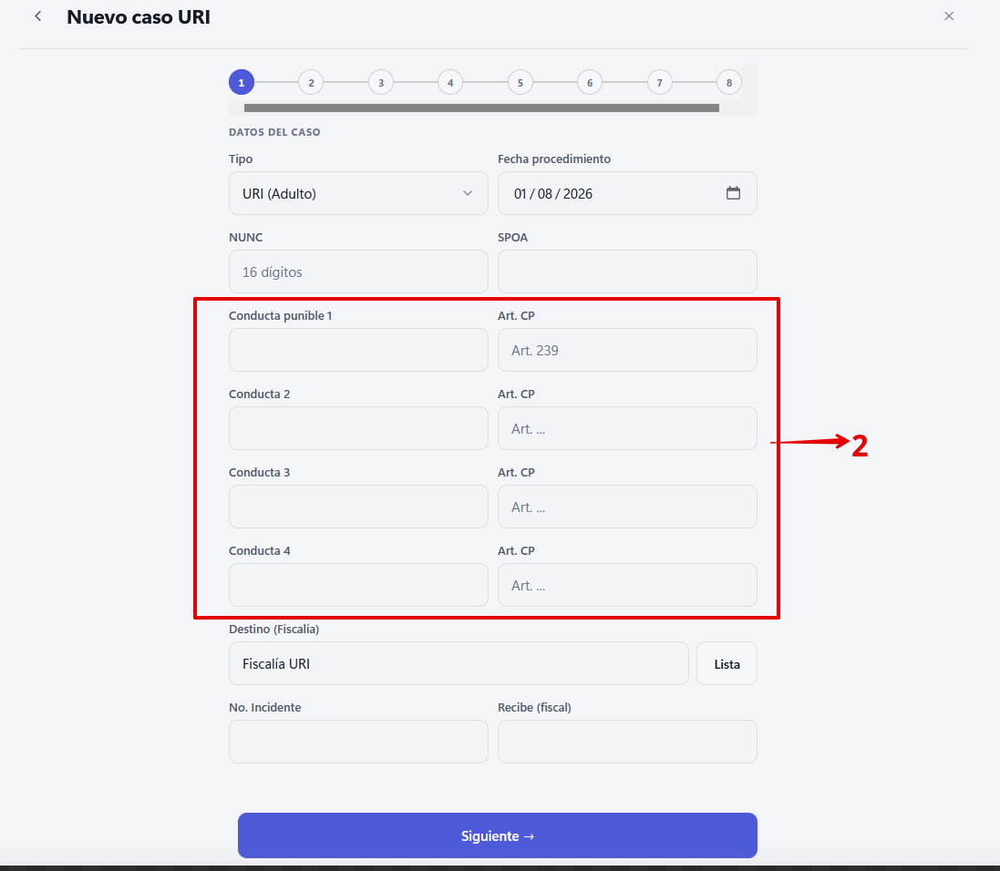 Nuevo caso URI
1 2 3 4 5 6 7 8
DATOS DEL CASO
Tipo Fecha procedimiento
URI (Adulto) 01 / 08 / 2026
NUNC SPOA
16 dígitos
Conducta punible 1 Art. CP
Art. 239
Conducta 2 Art. CP
Art. ...
2
Conducta 3 Art. CP
Art. ...
Conducta 4 Art. CP
Art. ...
Destino (Fiscalía)
Fiscalía URI Lista
No. Incidente Recibe (fiscal)
Siguiente →